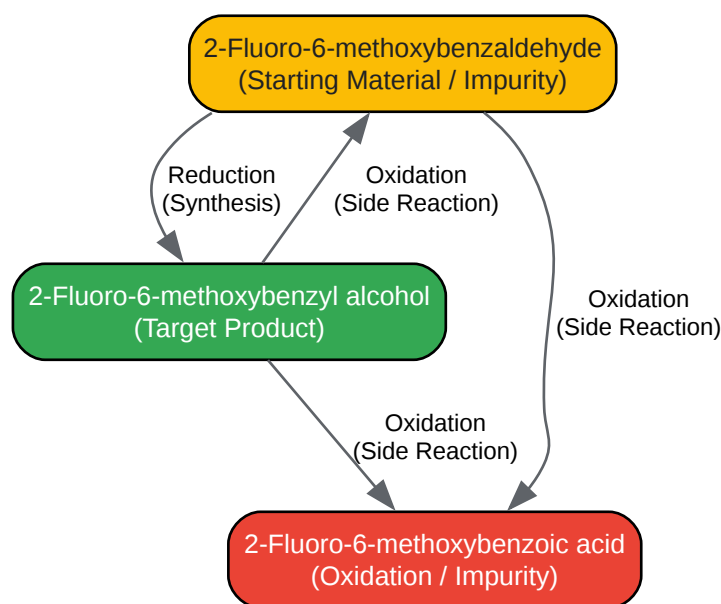 2-Fluoro-6-methoxybenzaldehyde
(Starting Material / Impurity)
Reduction
(Synthesis)
Oxidation
(Side Reaction)
2-Fluoro-6-methoxybenzyl alcohol
(Target Product)
Oxidation
(Side Reaction)
Oxidation
(Side Reaction)
2-Fluoro-6-methoxybenzoic acid
(Oxidation / Impurity)